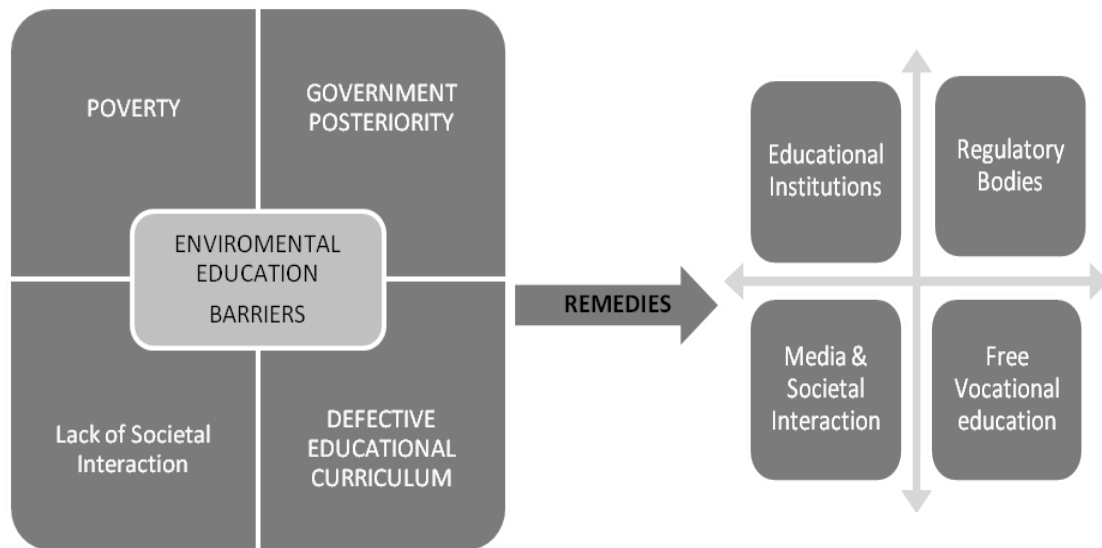 POVERTY
GOVERNMENT
POSTERIORITY
ENVIROMENTAL
EDUCATION
BARRIERS
Lack of Societal
Interaction
DEFECTIVE
EDUCATIONAL
CURRICULUM
REMEDIES
Educational
Institutions
Regulatory
Bodies
Media &
Societal
Interaction
Free
Vocational
education